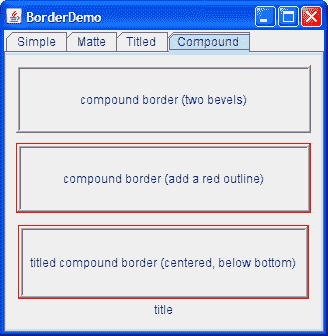 BorderDemo
Simple Matte Titled Compound
compound border (two bevels)
compound border (add a red outline)
titled compound border (centered, below bottom)
title